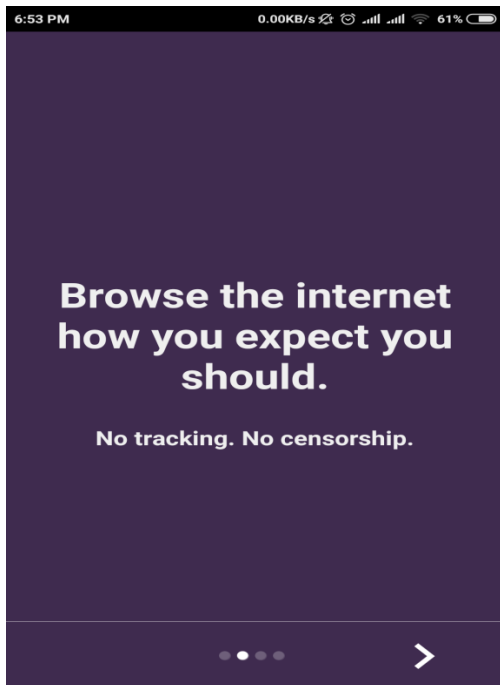 6:53 PM 0.00KB/s 61%
Browse the internet
how you expect you
should.
No tracking. No censorship.